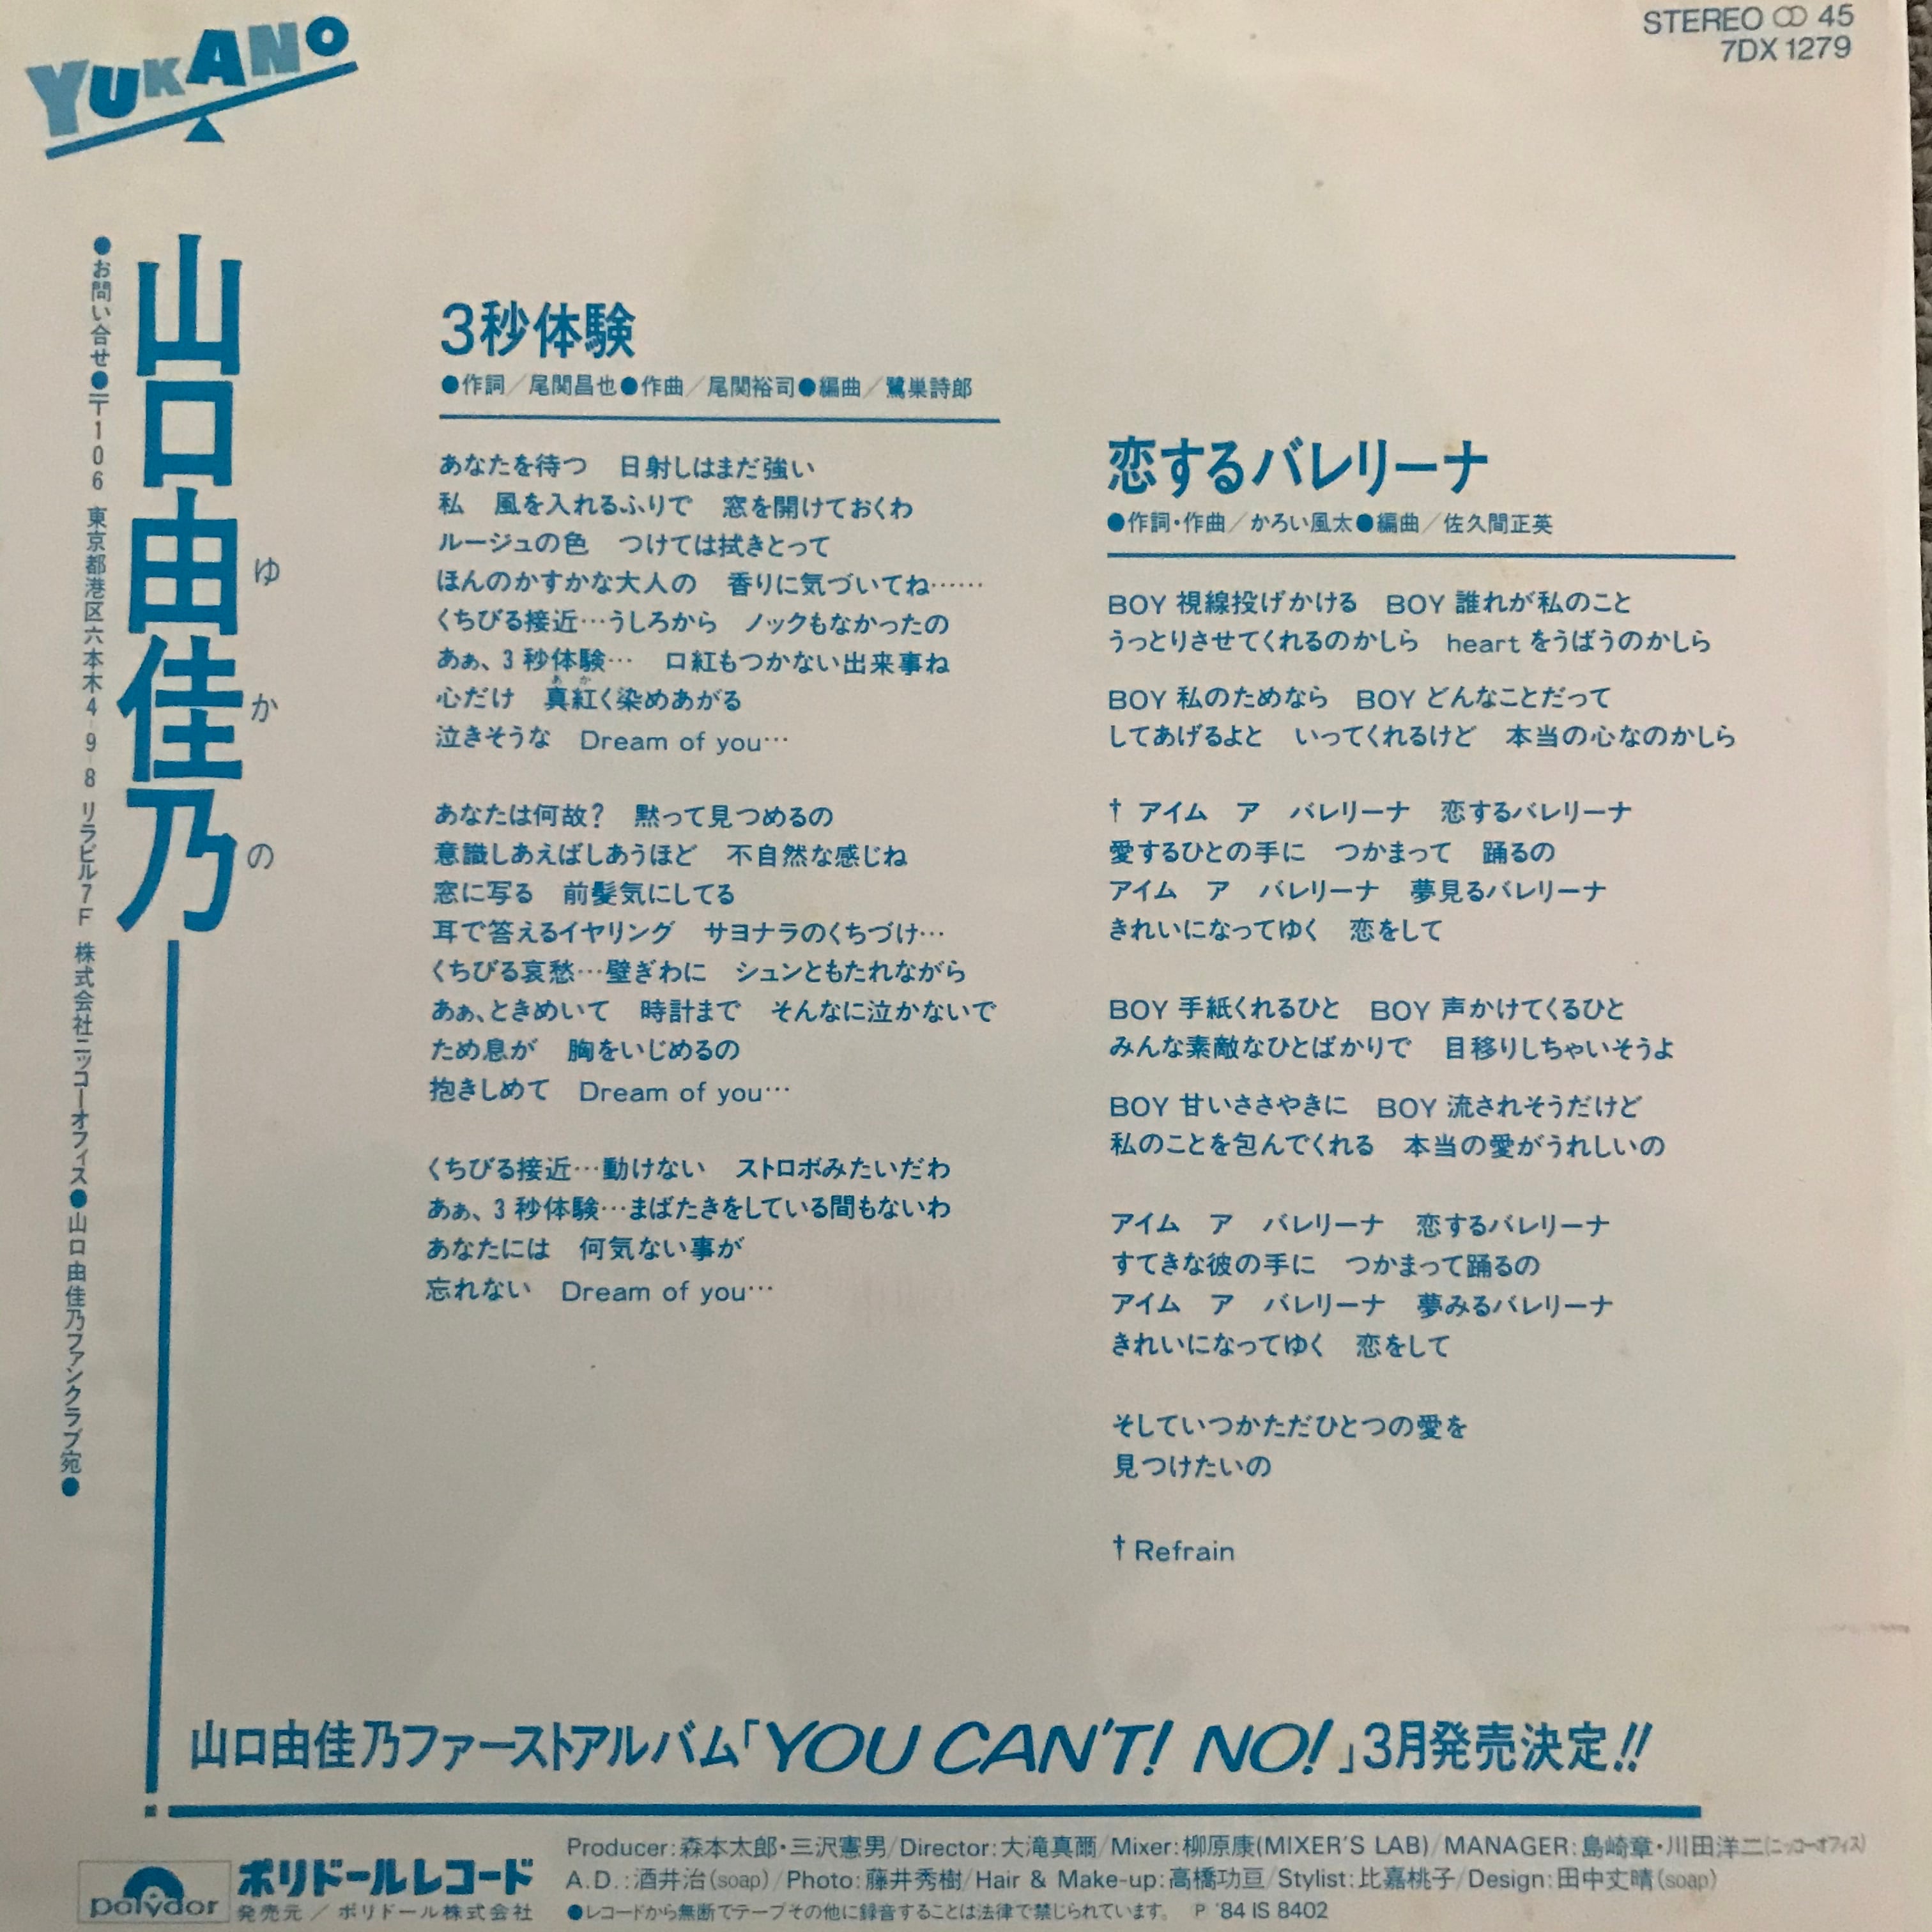 YUKANO
STEREO 45
7DX 1279
山口由佳乃
ゆかの
●お問い合せ●〒106 東京都港区六本木4-9-8 リラビル7F 株式会社ニッコーオフィス●山口由佳乃ファンクラブ宛●
3秒体験
●作詞／尾関昌也●作曲／尾関裕司●編曲／鷺巣詩郎
あなたを待つ　日射しはまだ強い
私　風を入れるふりで　窓を開けておくわ
ルージュの色　つけては拭きとって
ほんのかすかな大人の　香りに気づいてね……
くちびる接近…うしろから　ノックもなかったの
あぁ、3秒体験…　口紅もつかない出来事ね
あか
心だけ　真紅く染めあがる
泣きそうな　Dream of you…
あなたは何故？　黙って見つめるの
意識しあえばしあうほど　不自然な感じね
窓に写る　前髪気にしてる
耳で答えるイヤリング　サヨナラのくちづけ…
くちびる哀愁…壁ぎわに　シュンともたれながら
あぁ、ときめいて　時計まで　そんなに泣かないで
ため息が　胸をいじめるの
抱きしめて　Dream of you…
くちびる接近…動けない　ストロボみたいだわ
あぁ、3秒体験…まばたきをしている間もないわ
あなたには　何気ない事が
忘れない　Dream of you…
恋するバレリーナ
●作詞・作曲／かろい風太●編曲／佐久間正英
BOY 視線投げかける　BOY 誰れが私のこと
うっとりさせてくれるのかしら　heartをうばうのかしら
BOY 私のためなら　BOY どんなことだって
してあげるよと　いってくれるけど　本当の心なのかしら
† アイム　ア　バレリーナ　恋するバレリーナ
愛するひとの手に　つかまって　踊るの
アイム　ア　バレリーナ　夢見るバレリーナ
きれいになってゆく　恋をして
BOY 手紙くれるひと　BOY 声かけてくるひと
みんな素敵なひとばかりで　目移りしちゃいそうよ
BOY 甘いささやきに　BOY 流されそうだけど
私のことを包んでくれる　本当の愛がうれしいの
アイム　ア　バレリーナ　恋するバレリーナ
すてきな彼の手に　つかまって踊るの
アイム　ア　バレリーナ　夢みるバレリーナ
きれいになってゆく　恋をして
そしていつかただひとつの愛を
見つけたいの
† Refrain
山口由佳乃ファーストアルバム「YOU CAN'T! NO!」3月発売決定!!
polydor
ポリドールレコード
発売元／ポリドール株式会社
Producer:森本太郎・三沢憲男/Director:大滝真爾/Mixer:柳原康(MIXER'S LAB)/MANAGER:島崎章・川田洋二(ニッコーオフィス)
A.D.:酒井治(soap)/Photo:藤井秀樹/Hair & Make-up:高橋功亘/Stylist:比嘉桃子/Design:田中丈晴(soap)
●レコードから無断でテープその他に録音することは法律で禁じられています。 P '84 IS 8402